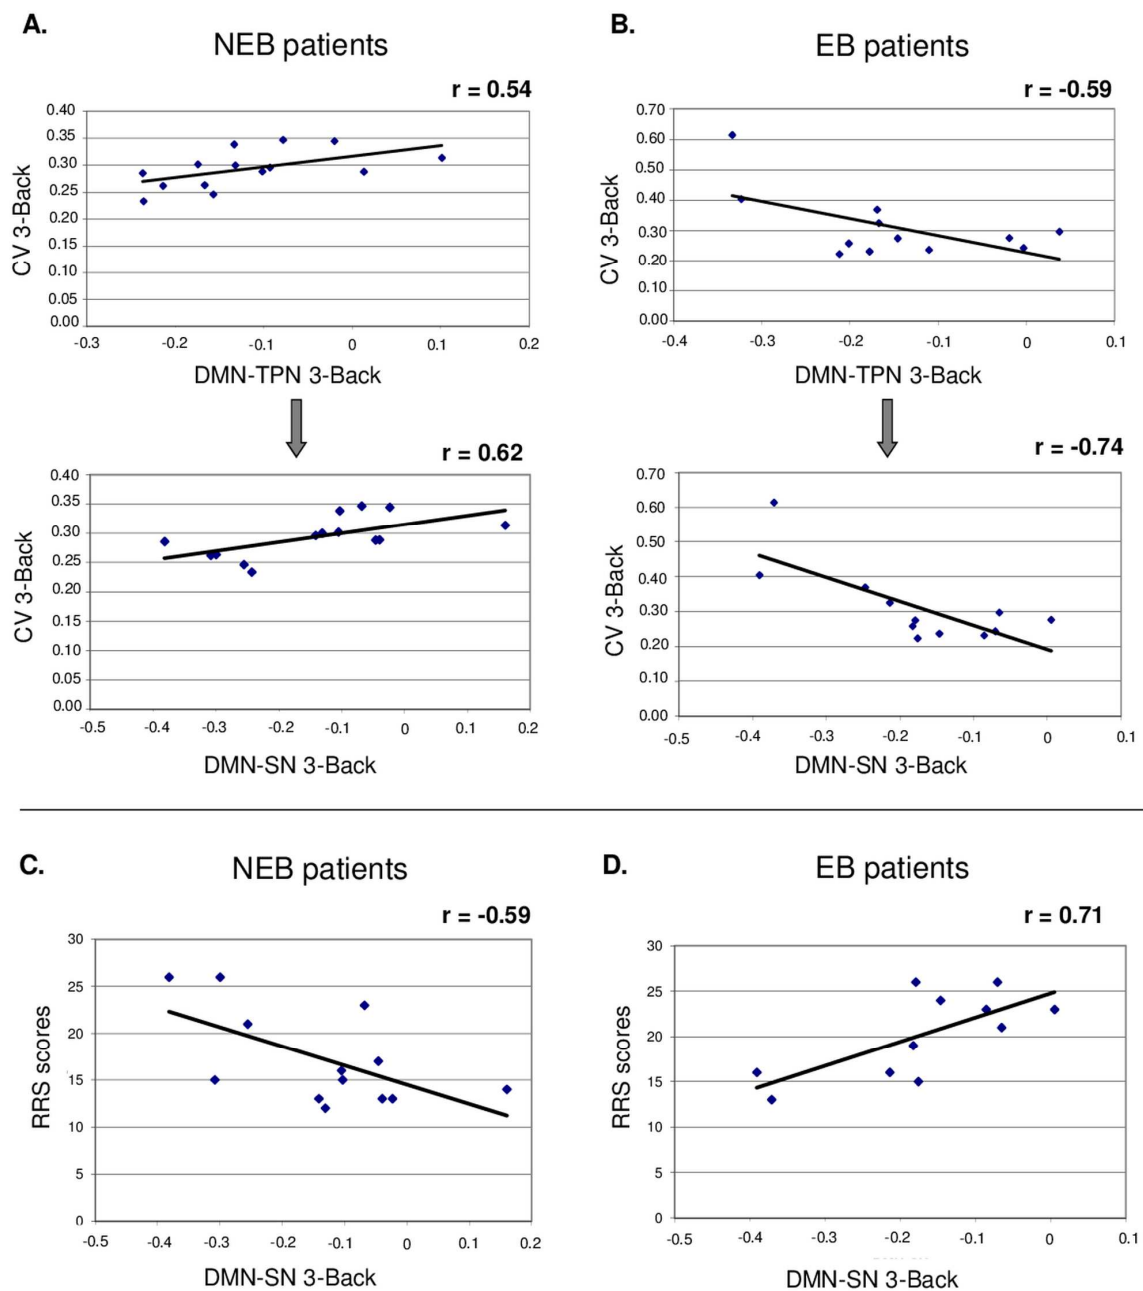 A.
NEB patients
r = 0.54
CV 3-Back
0.40
0.35
0.30
0.25
0.20
0.15
0.10
0.05
0.00
-0.3 -0.2 -0.1 0 0.1 0.2
DMN-TPN 3-Back
r = 0.62
CV 3-Back
0.40
0.35
0.30
0.25
0.20
0.15
0.10
0.05
0.00
-0.5 -0.4 -0.3 -0.2 -0.1 0 0.1 0.2
DMN-SN 3-Back
B.
EB patients
r = -0.59
CV 3-Back
0.70
0.60
0.50
0.40
0.30
0.20
0.10
0.00
-0.4 -0.3 -0.2 -0.1 0 0.1
DMN-TPN 3-Back
r = -0.74
CV 3-Back
0.70
0.60
0.50
0.40
0.30
0.20
0.10
0.00
-0.5 -0.4 -0.3 -0.2 -0.1 0 0.1
DMN-SN 3-Back
C.
NEB patients
r = -0.59
RRS scores
30
25
20
15
10
5
0
-0.5 -0.4 -0.3 -0.2 -0.1 0 0.1 0.2
DMN-SN 3-Back
D.
EB patients
r = 0.71
RRS scores
30
25
20
15
10
5
0
-0.5 -0.4 -0.3 -0.2 -0.1 0 0.1
DMN-SN 3-Back